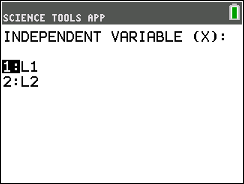 SCIENCE TOOLS APP
INDEPENDENT VARIABLE (X):
1:L1
2:L2